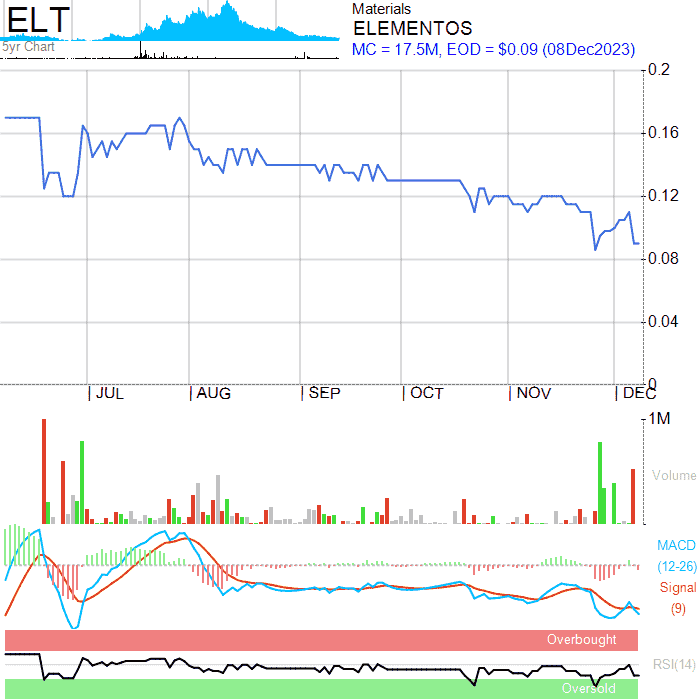 ELT
5yr Chart
Materials
ELEMENTOS
MC = 17.5M, EOD = $0.09 (08Dec2023)
0.2
0.16
0.12
0.08
0.04
0
JUL
AUG
SEP
OCT
NOV
DEC
1M
Volume
MACD
(12-26)
Signal
(9)
Overbought
RSI(14)
Oversold